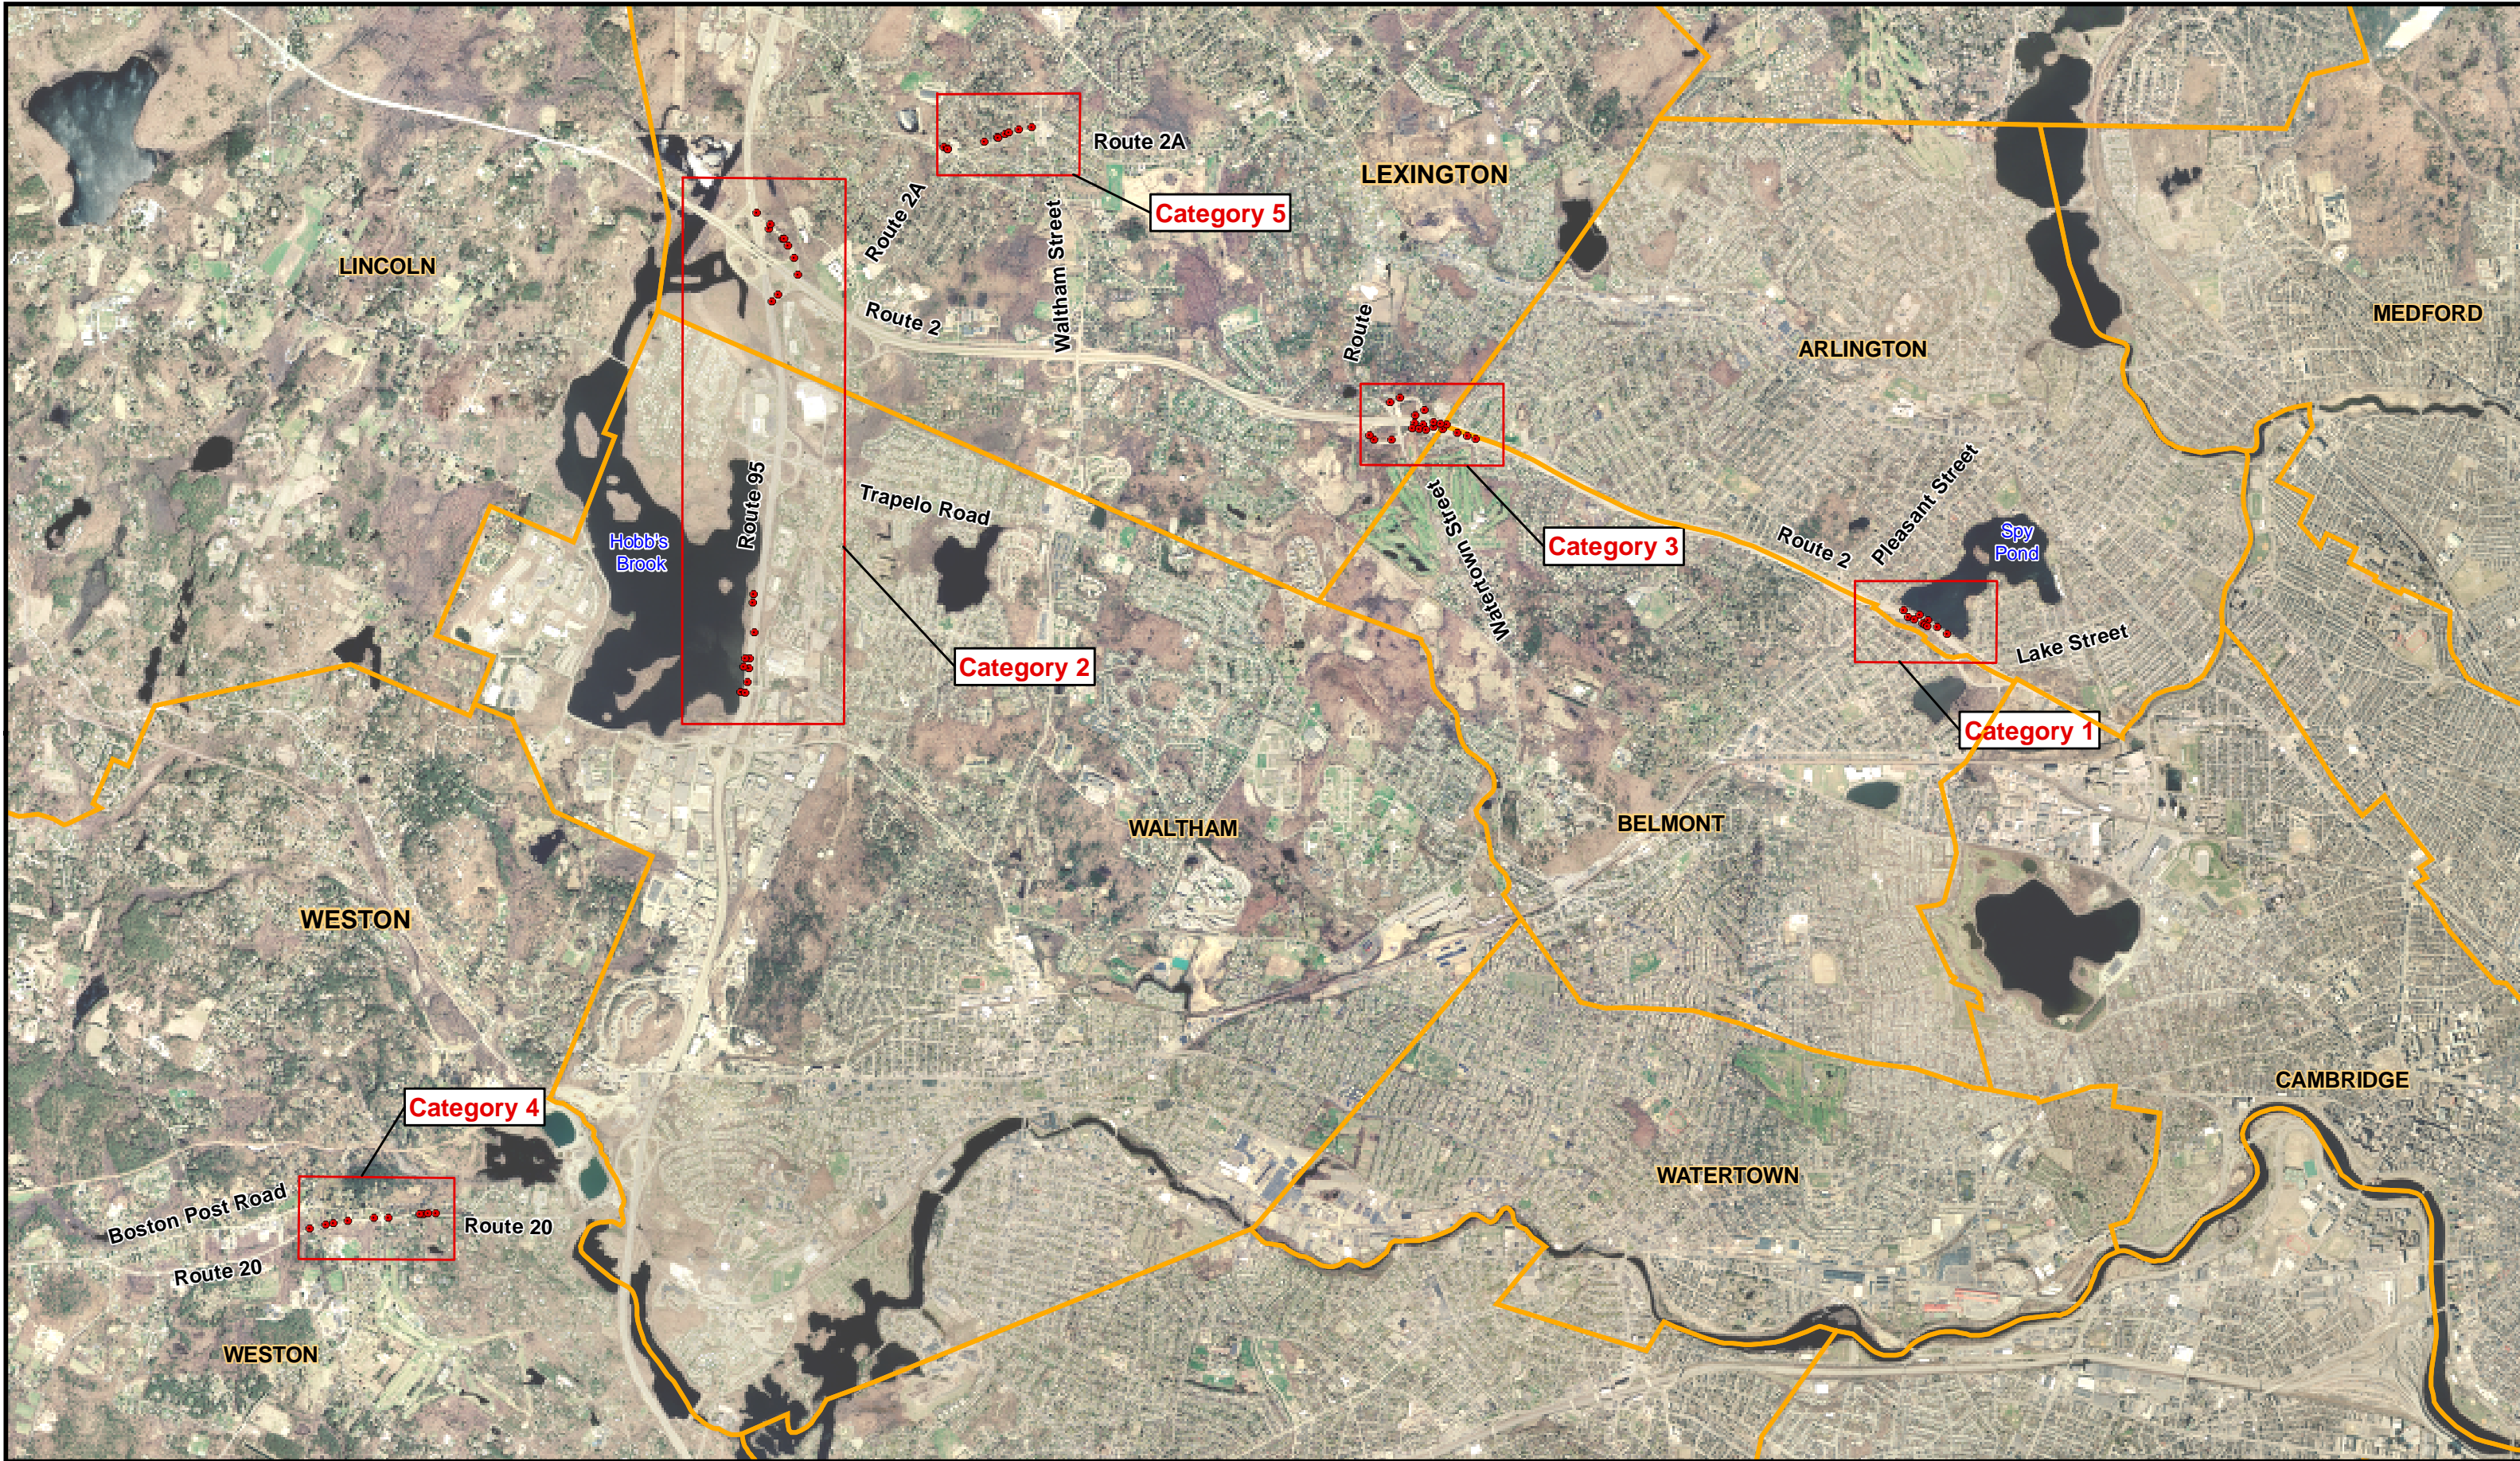 Route 2A
LEXINGTON
Category 5
Route 2A
Waltham Street
LINCOLN
Route 2
Route
MEDFORD
ARLINGTON
Route 95
Trapelo Road
Pleasant Street
Hobb's
Brook
Watertown Street
Category 3
Route 2
Spy
Pond
Lake Street
Category 2
Category 1
WALTHAM
BELMONT
WESTON
CAMBRIDGE
Category 4
WATERTOWN
Boston Post Road
Route 20
Route 20
WESTON